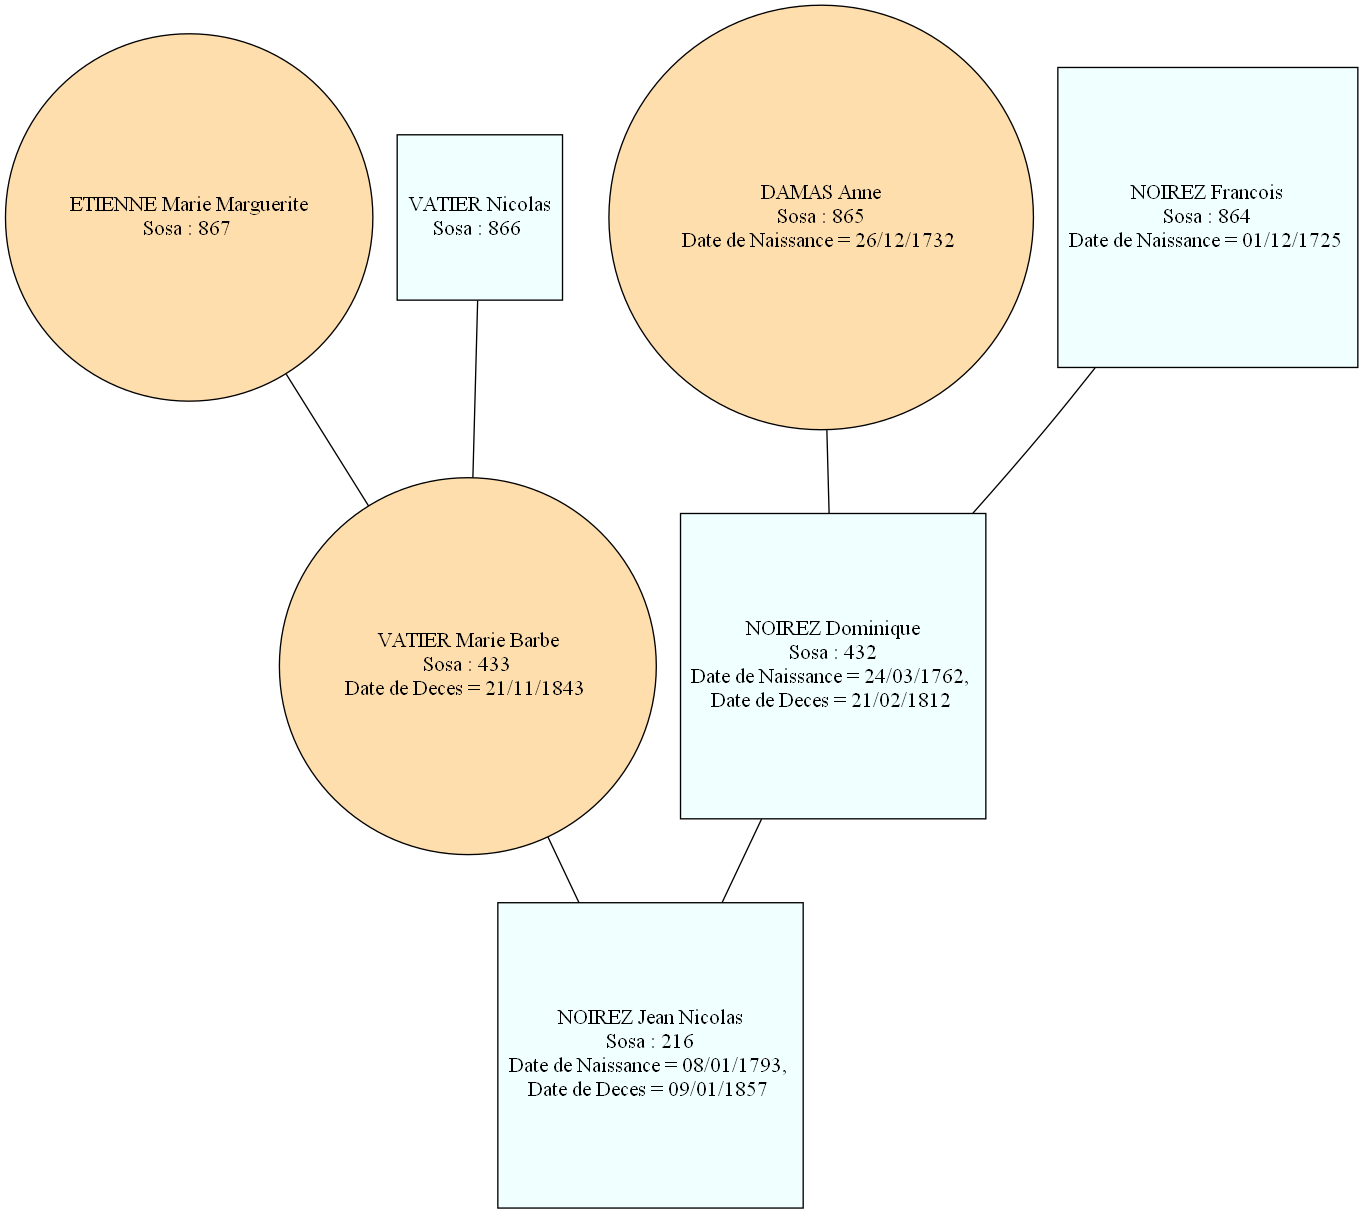 ETIENNE Marie Marguerite
Sosa : 867
VATIER Nicolas
Sosa : 866
DAMAS Anne
Sosa : 865
Date de Naissance = 26/12/1732
NOIREZ Francois
Sosa : 864
Date de Naissance = 01/12/1725
VATIER Marie Barbe
Sosa : 433
Date de Deces = 21/11/1843
NOIREZ Dominique
Sosa : 432
Date de Naissance = 24/03/1762,
Date de Deces = 21/02/1812
NOIREZ Jean Nicolas
Sosa : 216
Date de Naissance = 08/01/1793,
Date de Deces = 09/01/1857